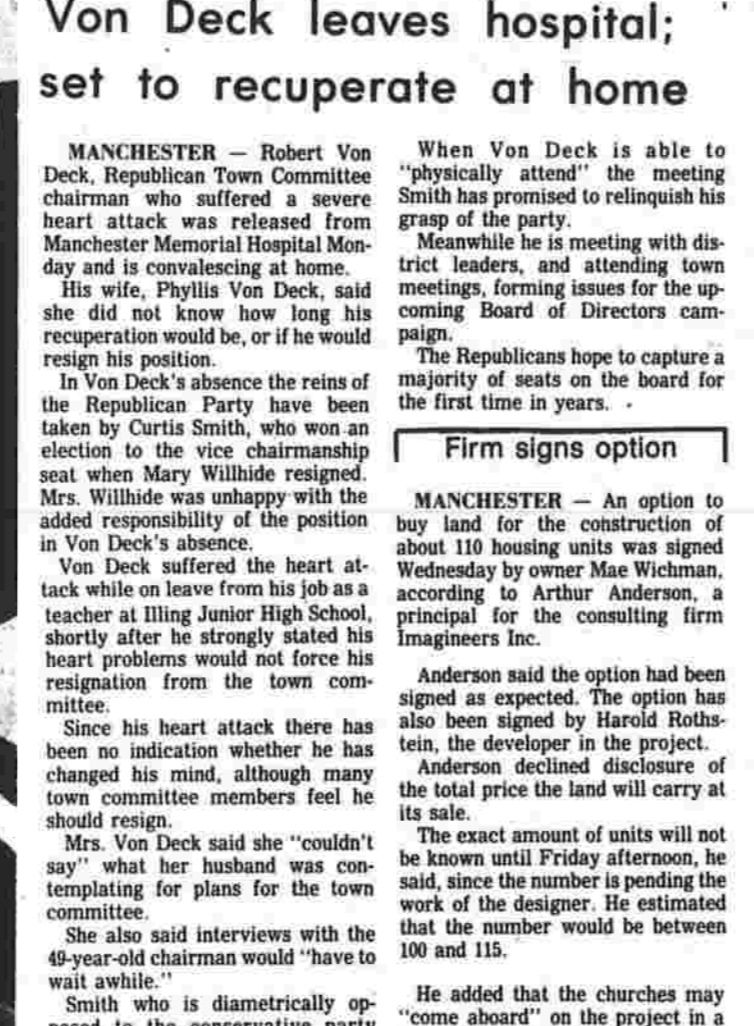 Von Deck leaves hospital;
set to recuperate at home
MANCHESTER — Robert Von
Deck, Republican Town Committee
chairman who suffered a severe
heart attack was released from
Manchester Memorial Hospital Mon-
day and is convalescing at home.
His wife, Phyllis Von Deck, said
she did not know how long his
recuperation would be, or if he would
resign his position.
In Von Deck's absence the reins of
the Republican Party have been
taken by Curtis Smith, who won an
election to the vice chairmanship
seat when Mary Willhide resigned.
Mrs. Willhide was unhappy with the
added responsibility of the position
in Von Deck's absence.
Von Deck suffered the heart at-
tack while on leave from his job as a
teacher at Illing Junior High School,
shortly after he strongly stated his
heart problems would not force his
resignation from the town com-
mittee.
Since his heart attack there has
been no indication whether he has
changed his mind, although many
town committee members feel he
should resign.
Mrs. Von Deck said she "couldn't
say" what her husband was con-
templating for plans for the town
committee.
She also said interviews with the
49-year-old chairman would "have to
wait awhile."
Smith who is diametrically op-
posed to the conservative party
When Von Deck is able to
"physically attend" the meeting
Smith has promised to relinquish his
grasp of the party.
Meanwhile he is meeting with dis-
trict leaders, and attending town
meetings, forming issues for the up-
coming Board of Directors cam-
paign.
The Republicans hope to capture a
majority of seats on the board for
the first time in years.
Firm signs option
MANCHESTER — An option to
buy land for the construction of
about 110 housing units was signed
Wednesday by owner Mae Wichman,
according to Arthur Anderson, a
principal for the consulting firm
Imagineers Inc.
Anderson said the option had been
signed as expected. The option has
also been signed by Harold Roths-
tein, the developer in the project.
Anderson declined disclosure of
the total price the land will carry at
its sale.
The exact amount of units will not
be known until Friday afternoon, he
said, since the number is pending the
work of the designer. He estimated
that the number would be between
100 and 115.
He added that the churches may
"come aboard" on the project in a